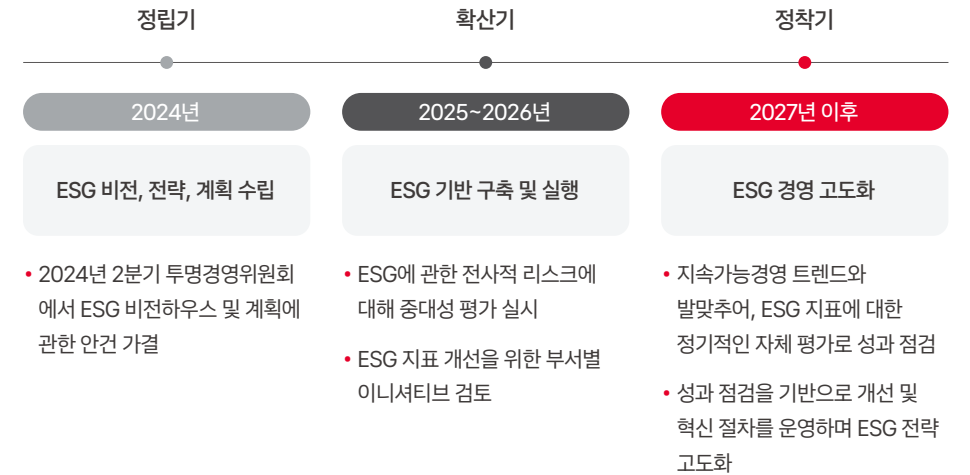 정립기
확산기
정착기
2024년
2025~2026년
2027년 이후
ESG 비전, 전략, 계획 수립
ESG 기반 구축 및 실행
ESG 경영 고도화
• 2024년 2분기 투명경영위원회
에서 ESG 비전하우스 및 계획에
관한 안건 가결
• ESG에 관한 전사적 리스크에
대해 중대성 평가 실시
• ESG 지표 개선을 위한 부서별
이니셔티브 검토
• 지속가능경영 트렌드와
발맞추어, ESG 지표에 대한
정기적인 자체 평가로 성과 점검
• 성과 점검을 기반으로 개선 및
혁신 절차를 운영하며 ESG 전략
고도화